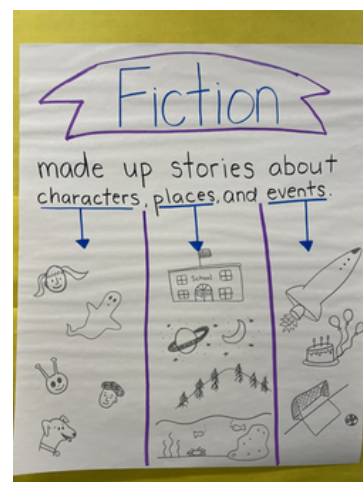 Fiction
made up stories about
characters, places, and events.
School